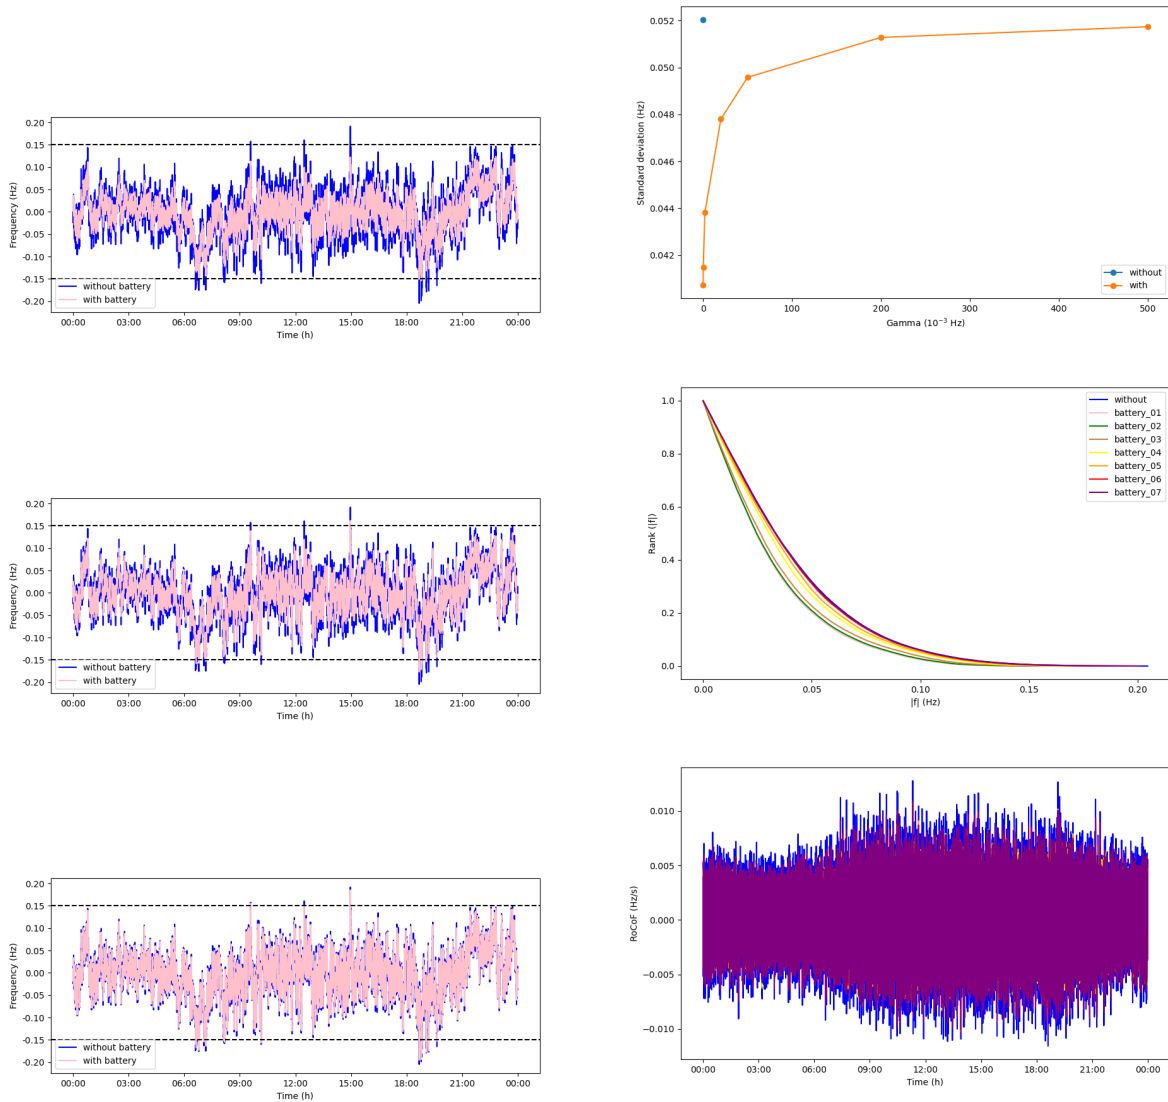 0.20
0.15
0.10
0.05
0.00
-0.05
-0.10
-0.15
-0.20
Frequency (Hz)
without battery
with battery
00:00 03:00 06:00 09:00 12:00 15:00 18:00 21:00 00:00
Time (h)
0.052
0.050
0.048
0.046
0.044
0.042
Standard deviation (Hz)
without
with
0 100 200 300 400 500
Gamma (10⁻³ Hz)
0.20
0.15
0.10
0.05
0.00
-0.05
-0.10
-0.15
-0.20
Frequency (Hz)
without battery
with battery
00:00 03:00 06:00 09:00 12:00 15:00 18:00 21:00 00:00
Time (h)
1.0
0.8
0.6
0.4
0.2
0.0
Rank (|f|)
without
battery_01
battery_02
battery_03
battery_04
battery_05
battery_06
battery_07
0.00 0.05 0.10 0.15 0.20
|f| (Hz)
0.20
0.15
0.10
0.05
0.00
-0.05
-0.10
-0.15
-0.20
Frequency (Hz)
without battery
with battery
00:00 03:00 06:00 09:00 12:00 15:00 18:00 21:00 00:00
Time (h)
0.010
0.005
0.000
−0.005
−0.010
RoCoF (Hz/s)
00:00 03:00 06:00 09:00 12:00 15:00 18:00 21:00 00:00
Time (h)